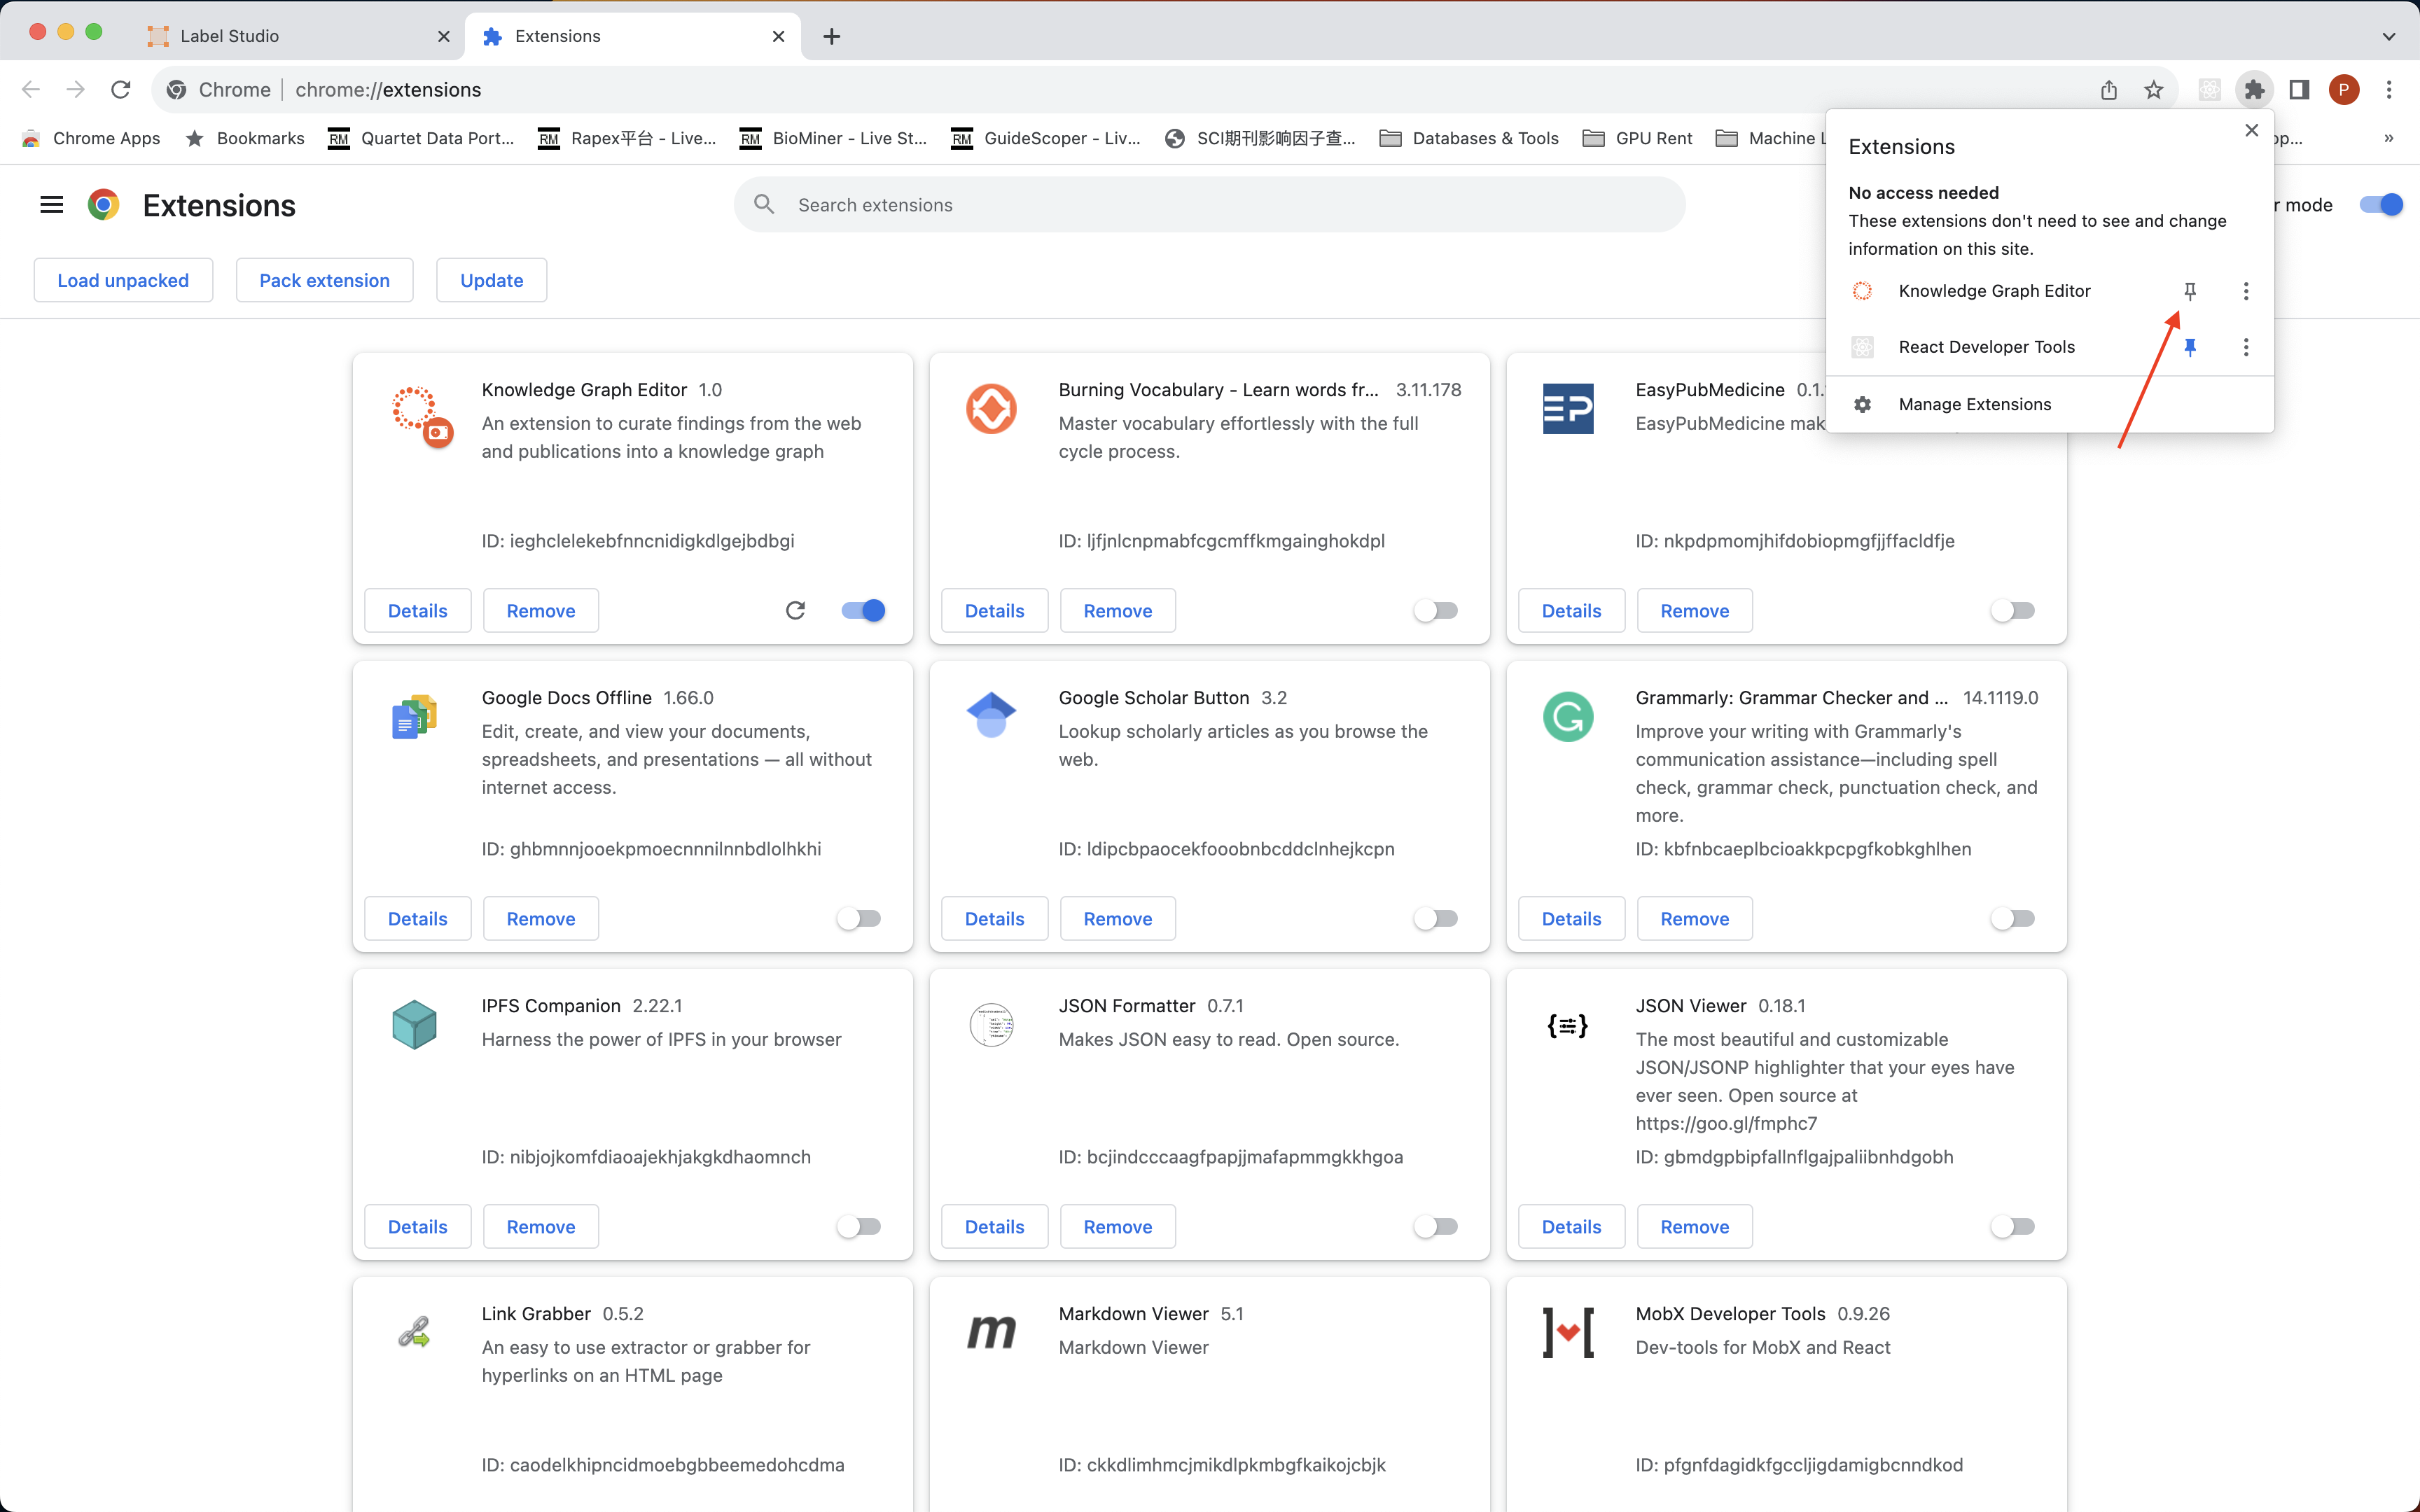 Label Studio
Extensions
Chrome
chrome://extensions
P
Chrome Apps
Bookmarks
RM
Quartet Data Port...
RM
Rapex平台 - Live...
RM
BioMiner - Live St...
RM
GuideScoper - Liv...
SCI期刊影响因子查...
Databases & Tools
GPU Rent
Machine L
op...
»
Extensions
Search extensions
r mode
Load unpacked
Pack extension
Update
Extensions
No access needed
These extensions don't need to see and change
information on this site.
Knowledge Graph Editor
React Developer Tools
Manage Extensions
Knowledge Graph Editor 1.0
An extension to curate findings from the web
and publications into a knowledge graph
ID: ieghclelekebfnncnidigkdlgejbdbgi
Details
Remove
Burning Vocabulary - Learn words fr... 3.11.178
Master vocabulary effortlessly with the full
cycle process.
ID: ljfjnlcnpmabfcgcmffkmgainghokdpl
Details
Remove
EP
EasyPubMedicine 0.1.
EasyPubMedicine mak
ID: nkpdpmomjhifdobiopmgfjjffacldfje
Details
Remove
Google Docs Offline 1.66.0
Edit, create, and view your documents,
spreadsheets, and presentations — all without
internet access.
ID: ghbmnnjooekpmoecnnnilnnbdlolhkhi
Details
Remove
Google Scholar Button 3.2
Lookup scholarly articles as you browse the
web.
ID: ldipcbpaocekfooobnbcddclnhejkcpn
Details
Remove
G
Grammarly: Grammar Checker and ... 14.1119.0
Improve your writing with Grammarly's
communication assistance—including spell
check, grammar check, punctuation check, and
more.
ID: kbfnbcaeplbcioakkpcpgfkobkghlhen
Details
Remove
IPFS Companion 2.22.1
Harness the power of IPFS in your browser
ID: nibjojkomfdiaoajekhjakgkdhaomnch
Details
Remove
JSON Formatter 0.7.1
Makes JSON easy to read. Open source.
ID: bcjindcccaagfpapjjmafapmmgkkhgoa
Details
Remove
JSON Viewer 0.18.1
The most beautiful and customizable
JSON/JSONP highlighter that your eyes have
ever seen. Open source at
https://goo.gl/fmphc7
ID: gbmdgpbipfallnflgajpaliibnhdgobh
Details
Remove
Link Grabber 0.5.2
An easy to use extractor or grabber for
hyperlinks on an HTML page
ID: caodelkhipncidmoebgbbeemedohcdma
m
Markdown Viewer 5.1
Markdown Viewer
ID: ckkdlimhmcjmikdlpkmbgfkaikojcbjk
MobX Developer Tools 0.9.26
Dev-tools for MobX and React
ID: pfgnfdagidkfgccljigdamigbcnndkod